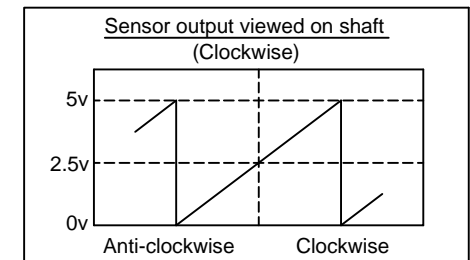 Sensor output viewed on shaft
(Clockwise)
5v
2.5v
0v
Anti-clockwise Clockwise